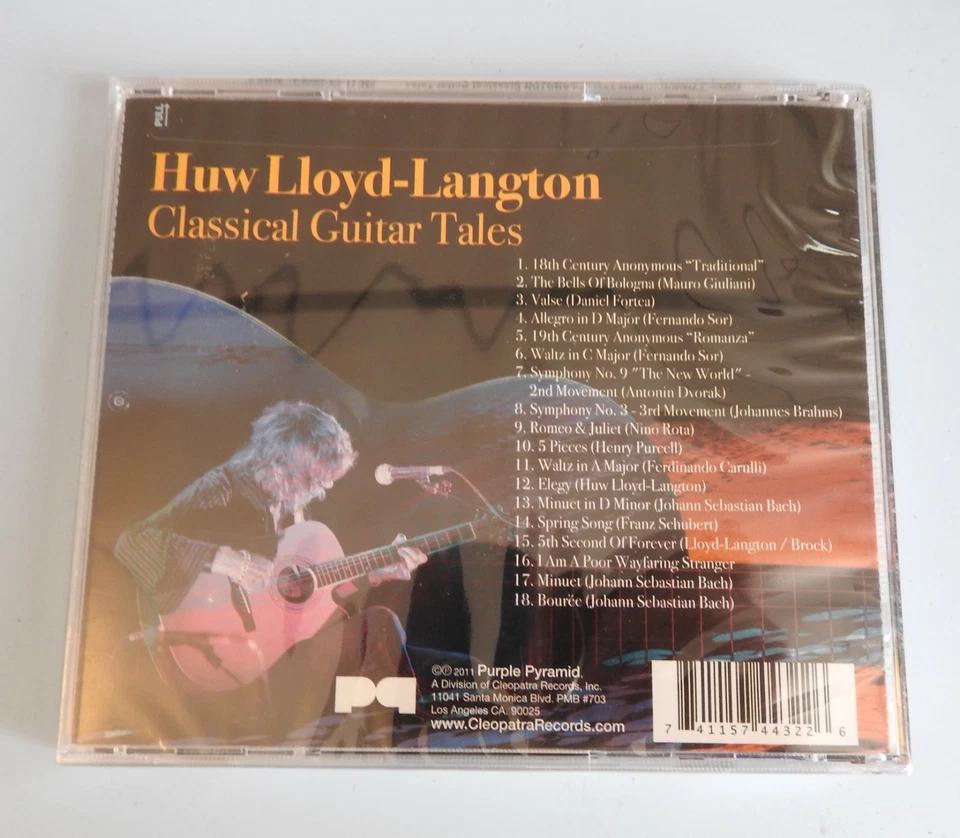 PULL
Huw Lloyd-Langton
Classical Guitar Tales
1. 18th Century Anonymous “Traditional”
2. The Bells Of Bologna (Mauro Giuliani)
3. Valse (Daniel Fortea)
4. Allegro in D Major (Fernando Sor)
5. 19th Century Anonymous “Romanza”
6. Waltz in C Major (Fernando Sor)
7. Symphony No. 9 "The New World" -
2nd Movement (Antonin Dvorak)
8. Symphony No. 3 - 3rd Movement (Johannes Brahms)
9. Romeo & Juliet (Nino Rota)
10. 5 Pieces (Henry Purcell)
11. Waltz in A Major (Ferdinando Carulli)
12. Elegy (Huw Lloyd-Langton)
13. Minuet in D Minor (Johann Sebastian Bach)
14. Spring Song (Franz Schubert)
15. 5th Second Of Forever (Lloyd-Langton / Brock)
16. I Am A Poor Wayfaring Stranger
17. Minuet (Johann Sebastian Bach)
18. Bourëe (Johann Sebastian Bach)
©℗ 2011 Purple Pyramid.
A Division of Cleopatra Records, Inc.
11041 Santa Monica Blvd. PMB #703
Los Angeles CA. 90025
www.CleopatraRecords.com
7 41157 44322 6